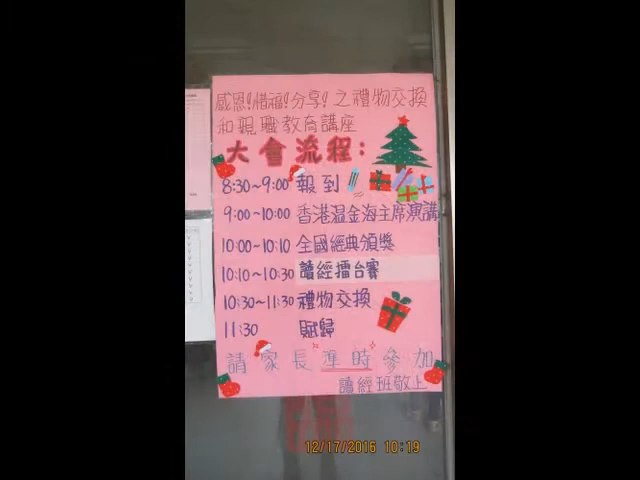 感恩!惜福!分享!之禮物交換
和親職教育講座
大會流程:
8:30~9:00 報到
9:00~10:00 香港温金海主席演講
10:00~10:10 全國經典頒獎
10:10~10:30 讀經擂台賽
10:30~11:30 禮物交換
11:30 賦歸
請家長準時參加
讀經班敬上
12/17/2016 10:19